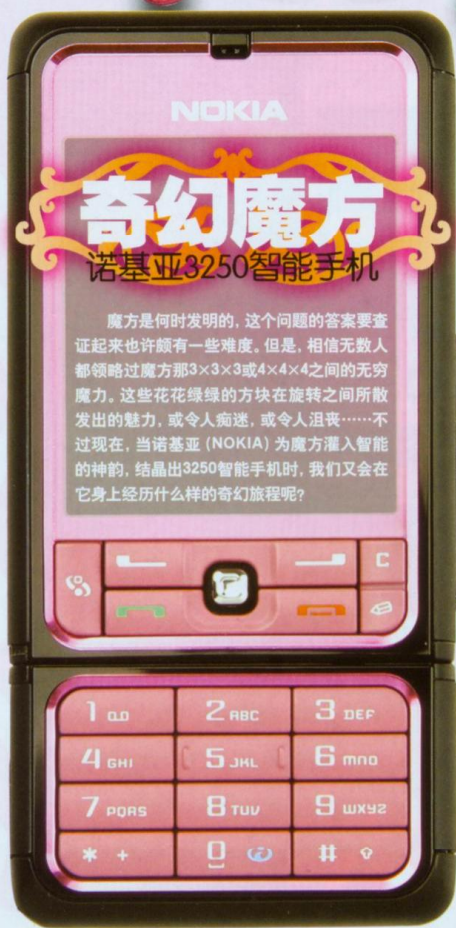 NOKIA
奇幻魔方
诺基亚3250智能手机
魔方是何时发明的，这个问题的答案要查
证起来也许颇有一些难度。但是，相信无数人
都领略过魔方那3×3×3或4×4×4之间的无穷
魔力。这些花花绿绿的方块在旋转之间所散
发出的魅力，或令人痴迷，或令人沮丧……不
过现在，当诺基亚（NOKIA）为魔方灌入智能
的神韵，结晶出3250智能手机时，我们又会在
它身上经历什么样的奇幻旅程呢？
C
1 2 ABC 3 DEF
4 GHI 5 JKL 6 mno
7 PQRS 8 TUV 9 wxyz
* + 0 #